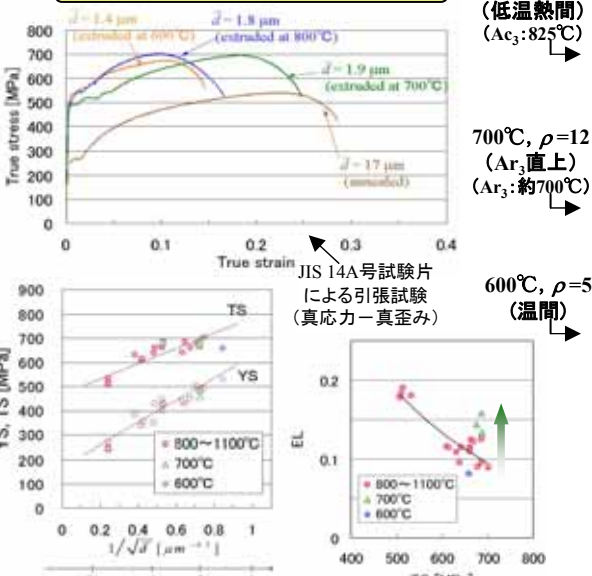 d̄ = 1.4 μm
(extruded at 600℃)
d̄ = 1.8 μm
(extruded at 800℃)
d̄ = 1.9 μm
(extruded at 700℃)
d̄ = 17 μm
(annealed)
True stress [MPa]
800
700
600
500
400
300
200
100
0
0 0.1 0.2 0.3 0.4
True strain
JIS 14A号試験片
による引張試験
(真応力ー真歪み)
(低温熱間)
(Ac₃:825℃)
700℃, ρ=12
(Ar₃直上)
(Ar₃:約700℃)
600℃, ρ=5
(温間)
YS, TS [MPa]
900
800
700
600
500
400
300
200
100
0
TS
YS
800〜1100℃
700℃
600℃
0 0.2 0.4 0.6 0.8 1
1/√d̄ [μm⁻¹ᐟ²]
EL
0.2
0.1
0
800〜1100℃
700℃
600℃
400 500 600 700 800